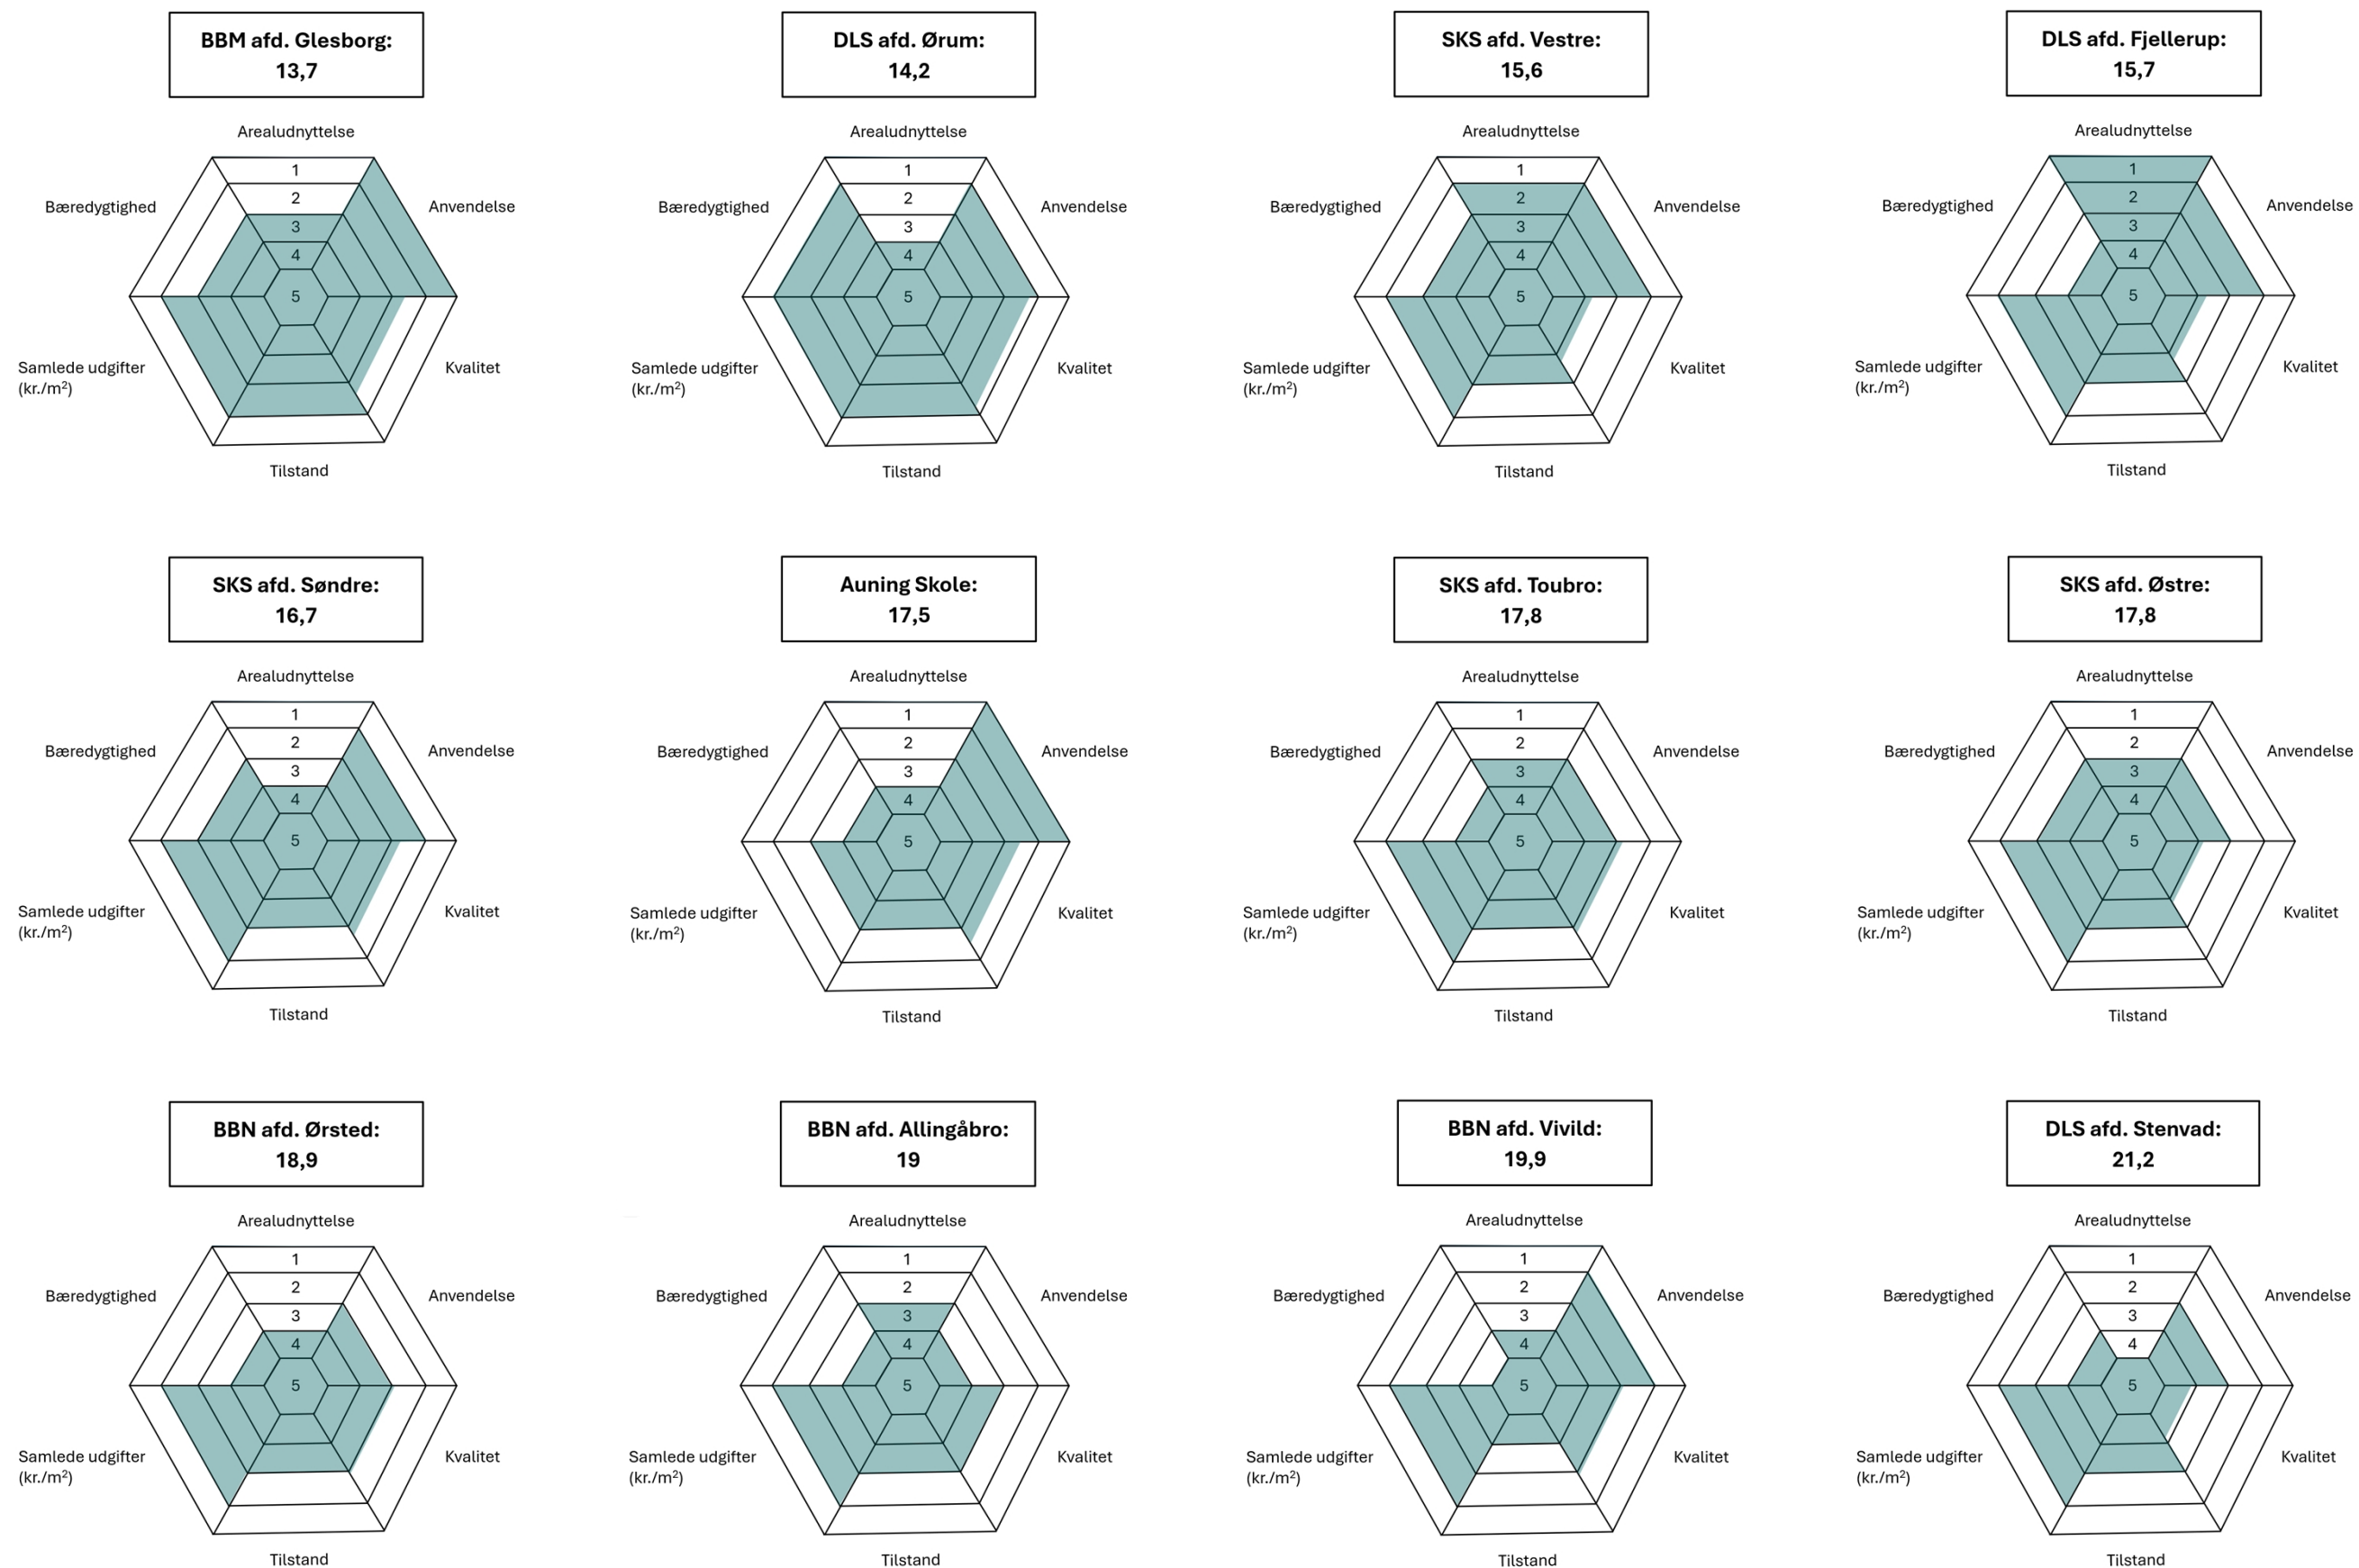 BBM afd. Glesborg:
13,7
Arealudnyttelse
1
2
3
4
5
Bæredygtighed
Anvendelse
Samlede udgifter
(kr./m²)
Kvalitet
Tilstand
DLS afd. Ørum:
14,2
Arealudnyttelse
1
2
3
4
5
Bæredygtighed
Anvendelse
Samlede udgifter
(kr./m²)
Kvalitet
Tilstand
SKS afd. Vestre:
15,6
Arealudnyttelse
1
2
3
4
5
Bæredygtighed
Anvendelse
Samlede udgifter
(kr./m²)
Kvalitet
Tilstand
DLS afd. Fjellerup:
15,7
Arealudnyttelse
1
2
3
4
5
Bæredygtighed
Anvendelse
Samlede udgifter
(kr./m²)
Kvalitet
Tilstand
SKS afd. Søndre:
16,7
Arealudnyttelse
1
2
3
4
5
Bæredygtighed
Anvendelse
Samlede udgifter
(kr./m²)
Kvalitet
Tilstand
Auning Skole:
17,5
Arealudnyttelse
1
2
3
4
5
Bæredygtighed
Anvendelse
Samlede udgifter
(kr./m²)
Kvalitet
Tilstand
SKS afd. Toubro:
17,8
Arealudnyttelse
1
2
3
4
5
Bæredygtighed
Anvendelse
Samlede udgifter
(kr./m²)
Kvalitet
Tilstand
SKS afd. Østre:
17,8
Arealudnyttelse
1
2
3
4
5
Bæredygtighed
Anvendelse
Samlede udgifter
(kr./m²)
Kvalitet
Tilstand
BBN afd. Ørsted:
18,9
Arealudnyttelse
1
2
3
4
5
Bæredygtighed
Anvendelse
Samlede udgifter
(kr./m²)
Kvalitet
Tilstand
BBN afd. Allingåbro:
19
Arealudnyttelse
1
2
3
4
5
Bæredygtighed
Anvendelse
Samlede udgifter
(kr./m²)
Kvalitet
Tilstand
BBN afd. Vivild:
19,9
Arealudnyttelse
1
2
3
4
5
Bæredygtighed
Anvendelse
Samlede udgifter
(kr./m²)
Kvalitet
Tilstand
DLS afd. Stenvad:
21,2
Arealudnyttelse
1
2
3
4
5
Bæredygtighed
Anvendelse
Samlede udgifter
(kr./m²)
Kvalitet
Tilstand